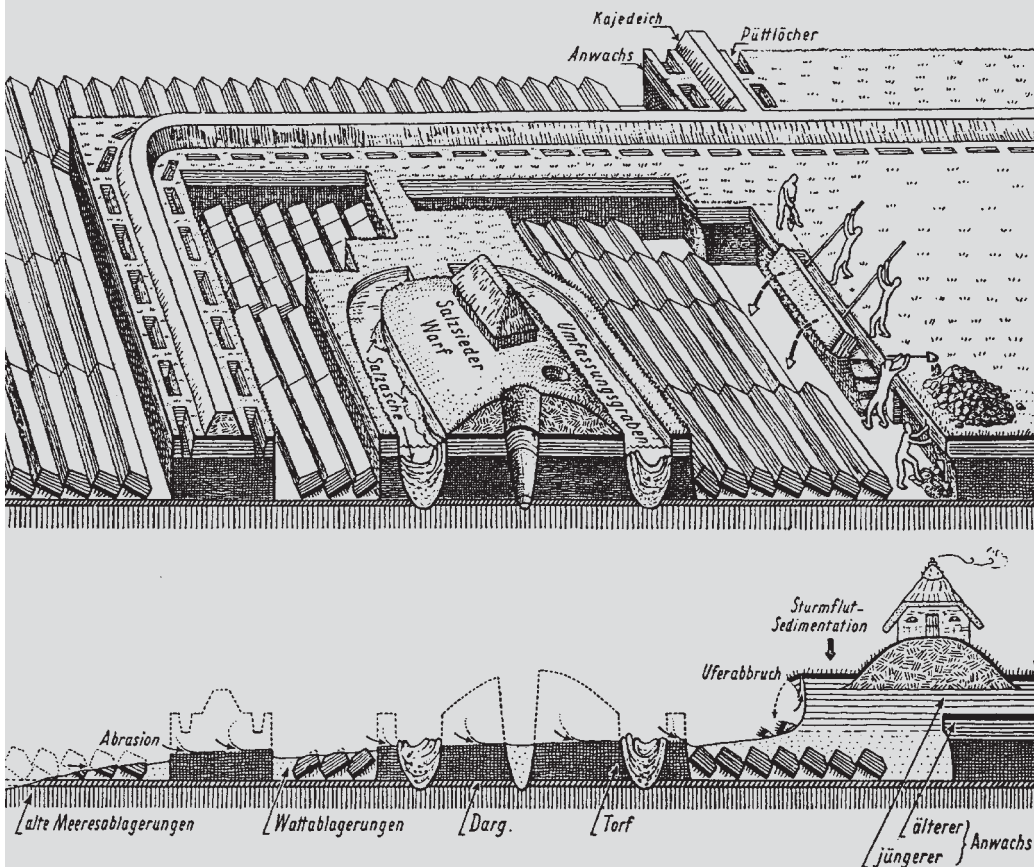 Kajedeich
Püttlöcher
Anwachs
Salzsieder
Warf
Salzasche
Umfassungsgraben
Sturmflut-
Sedimentation
Uferabbruch
Abrasion
alte Meeresablagerungen
Wattablagerungen
Darg.
Torf
älterer
jüngerer
Anwachs